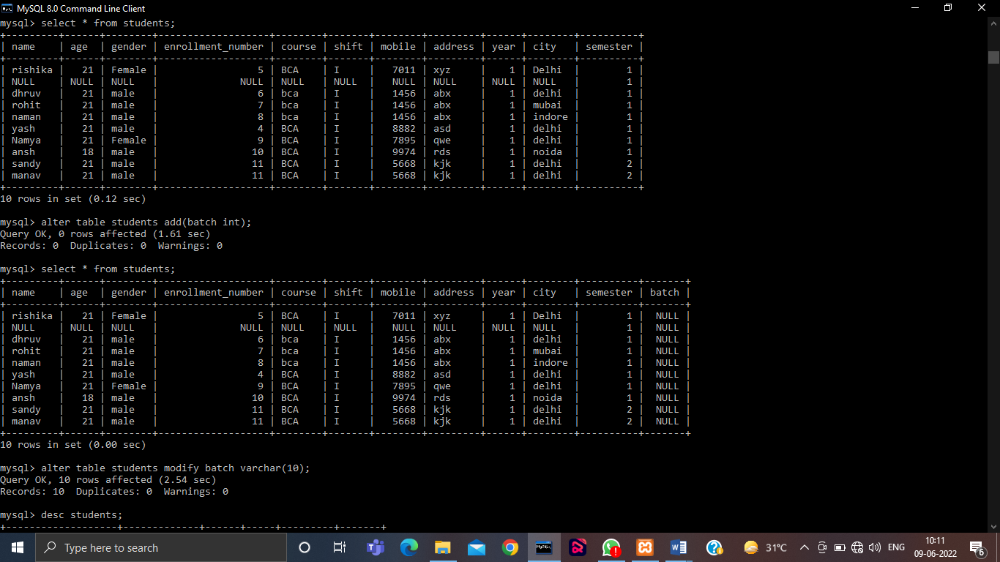 MySQL 8.0 Command Line Client
mysql> select * from students;
+---------+------+--------+-------------------+--------+-------+--------+---------+------+--------+----------+
| name    | age  | gender | enrollment_number | course | shift | mobile | address | year | city   | semester |
+---------+------+--------+-------------------+--------+-------+--------+---------+------+--------+----------+
| rishika |   21 | Female |                 5 | BCA    | I     |   7011 | xyz     |    1 | Delhi  |        1 |
| NULL    | NULL | NULL   |              NULL | NULL   | NULL  |   NULL | NULL    | NULL | NULL   |        1 |
| dhruv   |   21 | male   |                 6 | bca    | I     |   1456 | abx     |    1 | delhi  |        1 |
| rohit   |   21 | male   |                 7 | bca    | I     |   1456 | abx     |    1 | mubai  |        1 |
| naman   |   21 | male   |                 8 | bca    | I     |   1456 | abx     |    1 | indore |        1 |
| yash    |   21 | male   |                 4 | BCA    | I     |   8882 | asd     |    1 | delhi  |        1 |
| Namya   |   21 | Female |                 9 | BCA    | I     |   7895 | qwe     |    1 | delhi  |        1 |
| ansh    |   18 | male   |                10 | BCA    | I     |   9974 | rds     |    1 | noida  |        1 |
| sandy   |   21 | male   |                11 | BCA    | I     |   5668 | kjk     |    1 | delhi  |        2 |
| manav   |   21 | male   |                11 | BCA    | I     |   5668 | kjk     |    1 | delhi  |        2 |
+---------+------+--------+-------------------+--------+-------+--------+---------+------+--------+----------+
10 rows in set (0.12 sec)
mysql> alter table students add(batch int);
Query OK, 0 rows affected (1.61 sec)
Records: 0  Duplicates: 0  Warnings: 0
mysql> select * from students;
+---------+------+--------+-------------------+--------+-------+--------+---------+------+--------+----------+-------+
| name    | age  | gender | enrollment_number | course | shift | mobile | address | year | city   | semester | batch |
+---------+------+--------+-------------------+--------+-------+--------+---------+------+--------+----------+-------+
| rishika |   21 | Female |                 5 | BCA    | I     |   7011 | xyz     |    1 | Delhi  |        1 |  NULL |
| NULL    | NULL | NULL   |              NULL | NULL   | NULL  |   NULL | NULL    | NULL | NULL   |        1 |  NULL |
| dhruv   |   21 | male   |                 6 | bca    | I     |   1456 | abx     |    1 | delhi  |        1 |  NULL |
| rohit   |   21 | male   |                 7 | bca    | I     |   1456 | abx     |    1 | mubai  |        1 |  NULL |
| naman   |   21 | male   |                 8 | bca    | I     |   1456 | abx     |    1 | indore |        1 |  NULL |
| yash    |   21 | male   |                 4 | BCA    | I     |   8882 | asd     |    1 | delhi  |        1 |  NULL |
| Namya   |   21 | Female |                 9 | BCA    | I     |   7895 | qwe     |    1 | delhi  |        1 |  NULL |
| ansh    |   18 | male   |                10 | BCA    | I     |   9974 | rds     |    1 | noida  |        1 |  NULL |
| sandy   |   21 | male   |                11 | BCA    | I     |   5668 | kjk     |    1 | delhi  |        2 |  NULL |
| manav   |   21 | male   |                11 | BCA    | I     |   5668 | kjk     |    1 | delhi  |        2 |  NULL |
+---------+------+--------+-------------------+--------+-------+--------+---------+------+--------+----------+-------+
10 rows in set (0.00 sec)
mysql> alter table students modify batch varchar(10);
Query OK, 10 rows affected (2.54 sec)
Records: 10  Duplicates: 0  Warnings: 0
mysql> desc students;
+-------------------+-------------+------+-----+---------+-------+
Type here to search
31°C
ENG
10:11
09-06-2022
6